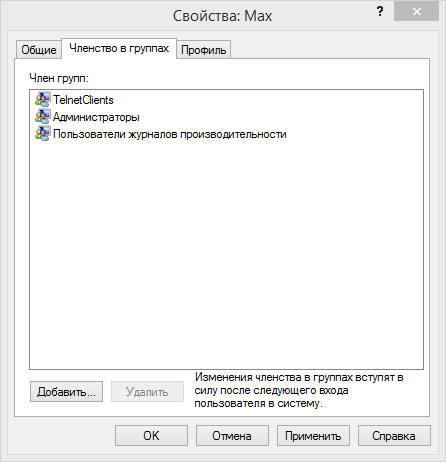 Свойства: Max
?
Общие Членство в группах Профиль
Член групп:
TelnetClients
Администраторы
Пользователи журналов производительности
Добавить... Удалить
Изменения членства в группах вступят в
силу после следующего входа
пользователя в систему.
OK Отмена Применить Справка